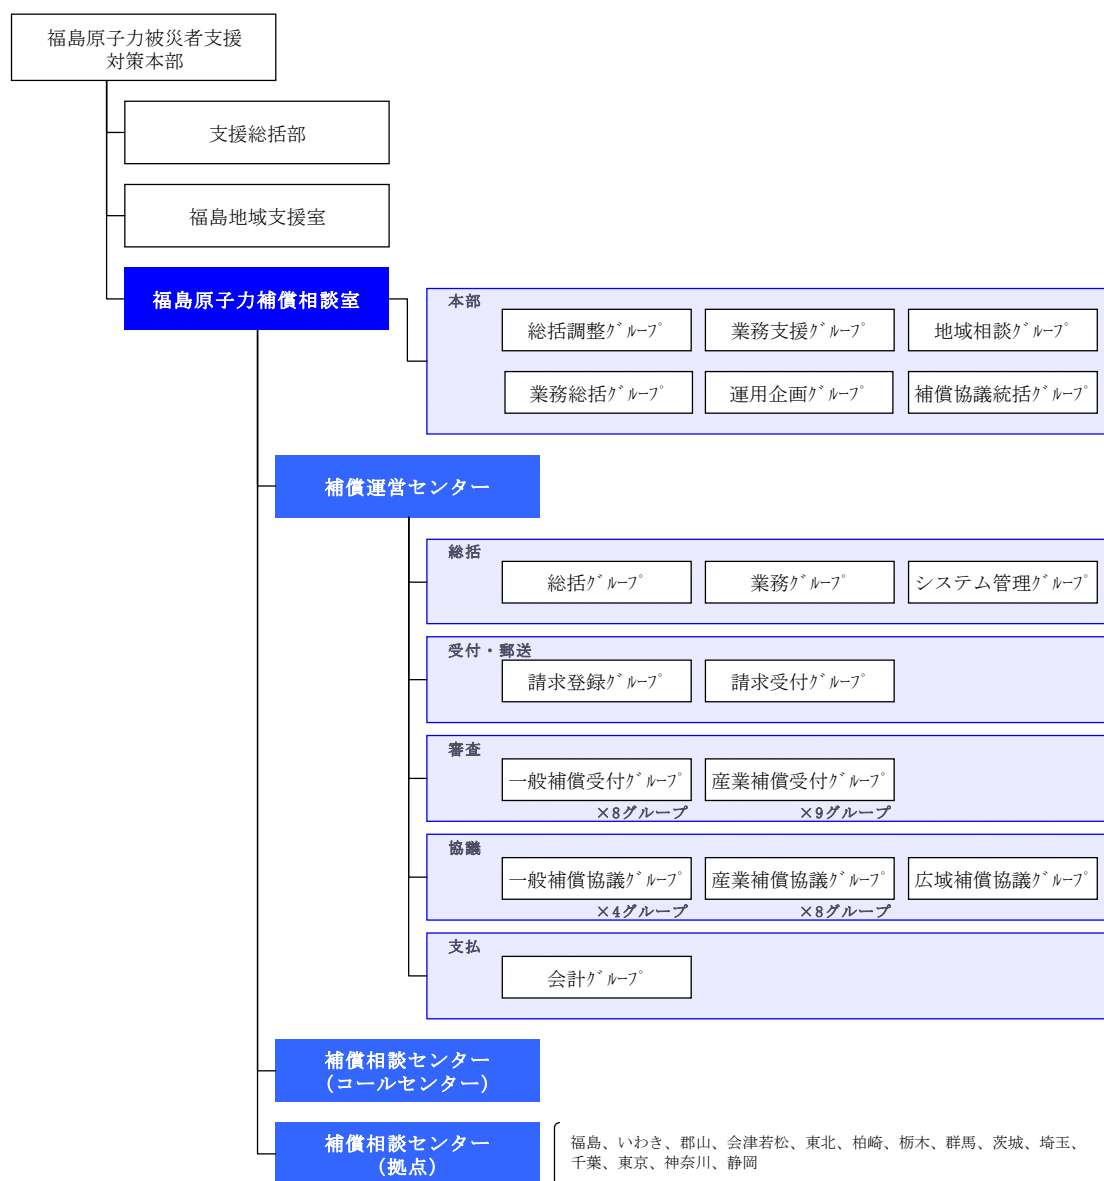 福島原子力被災者支援
対策本部
支援総括部
福島地域支援室
福島原子力補償相談室
本部
総括調整ｸﾞﾙｰﾌﾟ
業務支援ｸﾞﾙｰﾌﾟ
地域相談ｸﾞﾙｰﾌﾟ
業務総括ｸﾞﾙｰﾌﾟ
運用企画ｸﾞﾙｰﾌﾟ
補償協議統括ｸﾞﾙｰﾌﾟ
補償運営センター
総括
総括ｸﾞﾙｰﾌﾟ
業務ｸﾞﾙｰﾌﾟ
システム管理ｸﾞﾙｰﾌﾟ
受付・郵送
請求登録ｸﾞﾙｰﾌﾟ
請求受付ｸﾞﾙｰﾌﾟ
審査
一般補償受付ｸﾞﾙｰﾌﾟ
産業補償受付ｸﾞﾙｰﾌﾟ
×8グループ
×9グループ
協議
一般補償協議ｸﾞﾙｰﾌﾟ
産業補償協議ｸﾞﾙｰﾌﾟ
広域補償協議ｸﾞﾙｰﾌﾟ
×4グループ
×8グループ
支払
会計ｸﾞﾙｰﾌﾟ
補償相談センター
(コールセンター)
補償相談センター
(拠点)
福島、いわき、郡山、会津若松、東北、柏崎、栃木、群馬、茨城、埼玉、
千葉、東京、神奈川、静岡